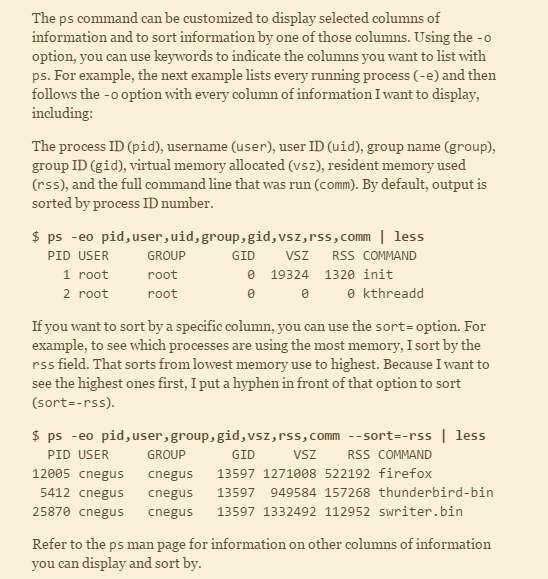 The ps command can be customized to display selected columns of
information and to sort information by one of those columns. Using the -o
option, you can use keywords to indicate the columns you want to list with
ps. For example, the next example lists every running process (-e) and then
follows the -o option with every column of information I want to display,
including:
The process ID (pid), username (user), user ID (uid), group name (group),
group ID (gid), virtual memory allocated (vsz), resident memory used
(rss), and the full command line that was run (comm). By default, output is
sorted by process ID number.
$ ps -eo pid,user,uid,group,gid,vsz,rss,comm | less
PID USER GROUP GID VSZ RSS COMMAND
1 root root 0 19324 1320 init
2 root root 0 0 0 kthreadd
If you want to sort by a specific column, you can use the sort= option. For
example, to see which processes are using the most memory, I sort by the
rss field. That sorts from lowest memory use to highest. Because I want to
see the highest ones first, I put a hyphen in front of that option to sort
(sort=-rss).
$ ps -eo pid,user,group,gid,vsz,rss,comm --sort=-rss | less
PID USER GROUP GID VSZ RSS COMMAND
12005 cnegus cnegus 13597 1271008 522192 firefox
5412 cnegus cnegus 13597 949584 157268 thunderbird-bin
25870 cnegus cnegus 13597 1332492 112952 swriter.bin
Refer to the ps man page for information on other columns of information
you can display and sort by.